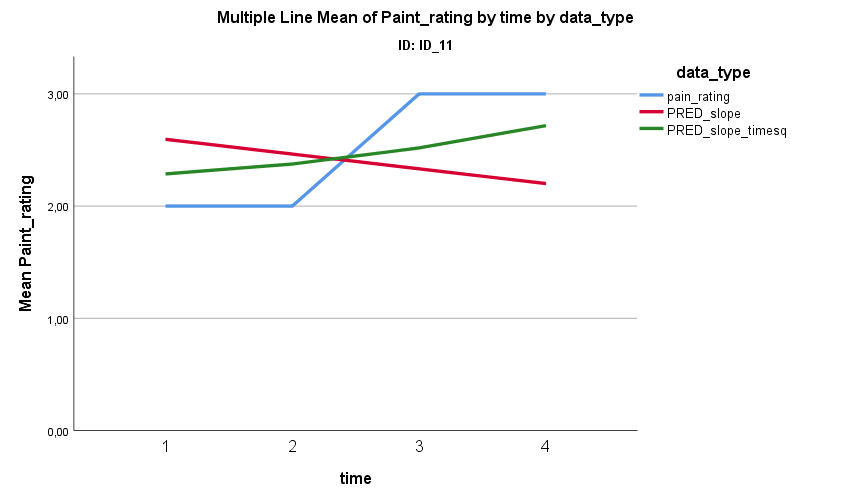 Multiple Line Mean of Paint_rating by time by data_type
ID: ID_11
data_type
pain_rating
PRED_slope
PRED_slope_timesq
Mean Paint_rating
3,00
2,00
1,00
0,00
1 2 3 4
time